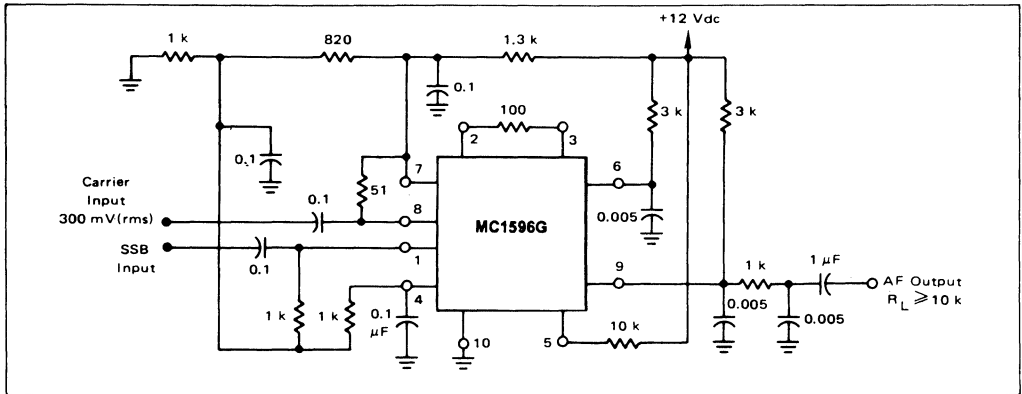 +12 Vdc
1 k
820
1.3 k
0.1
100
3 k
3 k
2
3
0.1
7
6
51
Carrier
Input
300 mV(rms)
0.1
8
MC1596G
0.005
SSB
Input
0.1
1
9
1 k
1 µF
AF Output
R_L ⩾ 10 k
4
0.1
µF
0.005
0.005
1 k
1 k
10
5
10 k